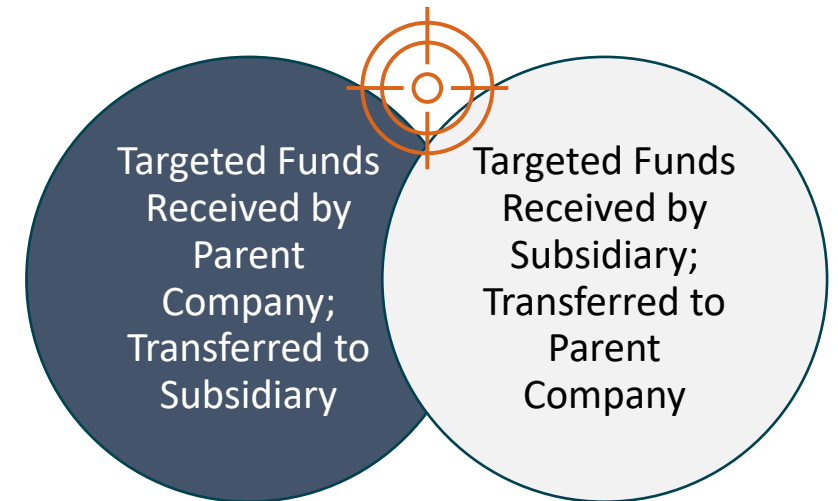 Targeted Funds
Received by
Parent
Company;
Transferred to
Subsidiary
Targeted Funds
Received by
Subsidiary;
Transferred to
Parent
Company